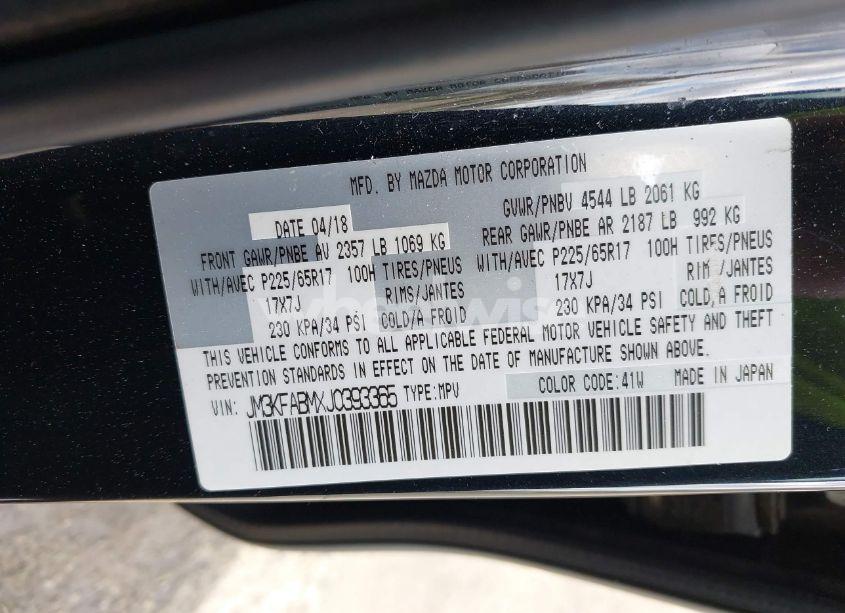 MFD. BY MAZDA MOTOR CORPORATION
DATE 04/18
GVWR/PNBV 4544 LB 2061 KG
FRONT GAWR/PNBE AV 2357 LB 1069 KG
REAR GAWR/PNBE AR 2187 LB 992 KG
WITH/AVEC P225/65R17 100H TIRES/PNEUS
WITH/AVEC P225/65R17 100H TIRES/PNEUS
17X7J RIMS/JANTES
17X7J RIMS/JANTES
230 KPA/34 PSI COLD/A FROID
230 KPA/34 PSI COLD/A FROID
THIS VEHICLE CONFORMS TO ALL APPLICABLE FEDERAL MOTOR VEHICLE SAFETY AND THEFT
PREVENTION STANDARDS IN EFFECT ON THE DATE OF MANUFACTURE SHOWN ABOVE.
VIN: JM3KFABMXJ0393365 TYPE:MPV COLOR CODE:41W MADE IN JAPAN